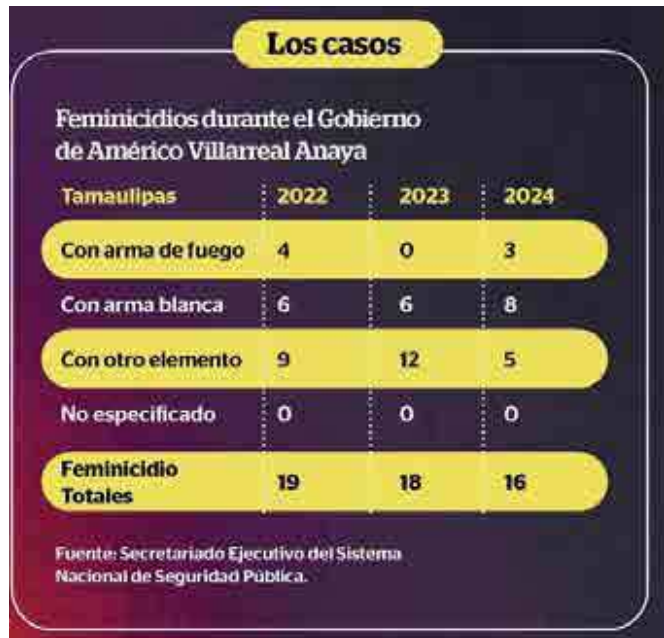 Los casos
Feminicidios durante el Gobierno
de Américo Villarreal Anaya
Tamaulipas 2022 2023 2024
Con arma de fuego 4 0 3
Con arma blanca 6 6 8
Con otro elemento 9 12 5
No especificado 0 0 0
Feminicidio
Totales 19 18 16
Fuente: Secretariado Ejecutivo del Sistema
Nacional de Seguridad Pública.